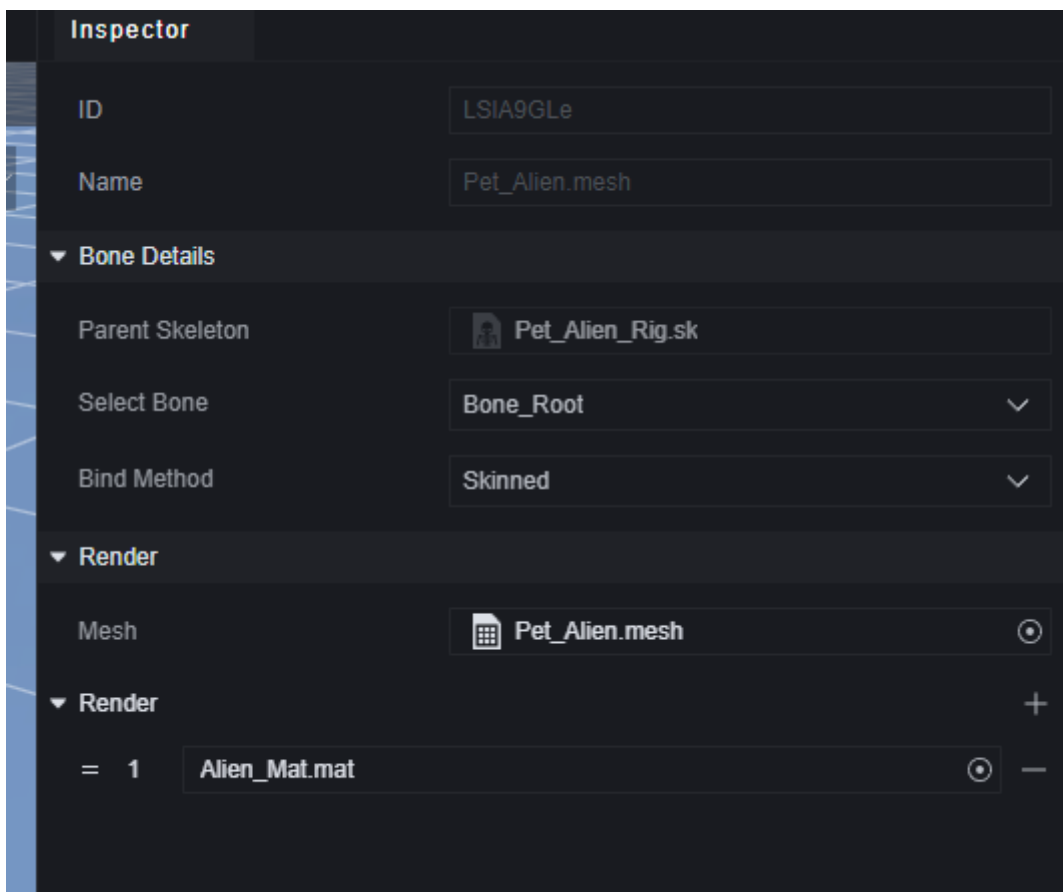 Inspector
ID LSIA9GLe
Name Pet_Alien.mesh
Bone Details
Parent Skeleton Pet_Alien_Rig.sk
Select Bone Bone_Root
Bind Method Skinned
Render
Mesh Pet_Alien.mesh
Render
= 1 Alien_Mat.mat